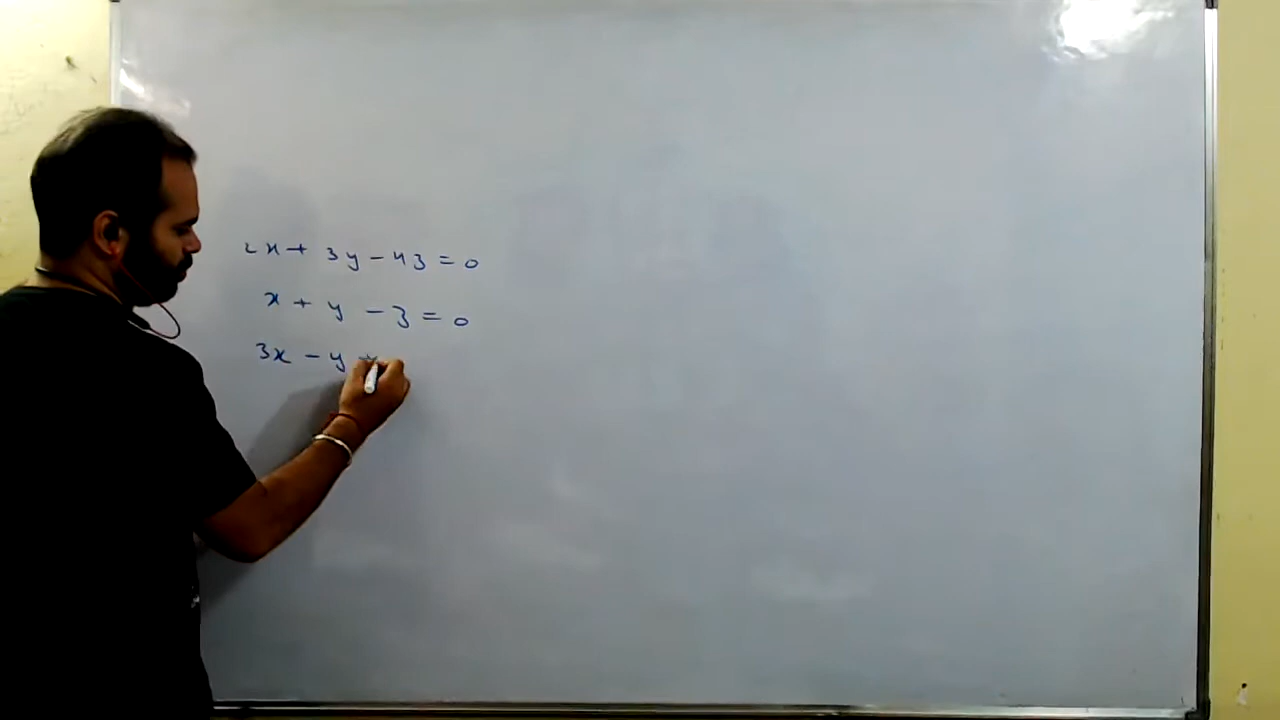 2x + 3y - 4z = 0
x + y - z = 0
3x - y +